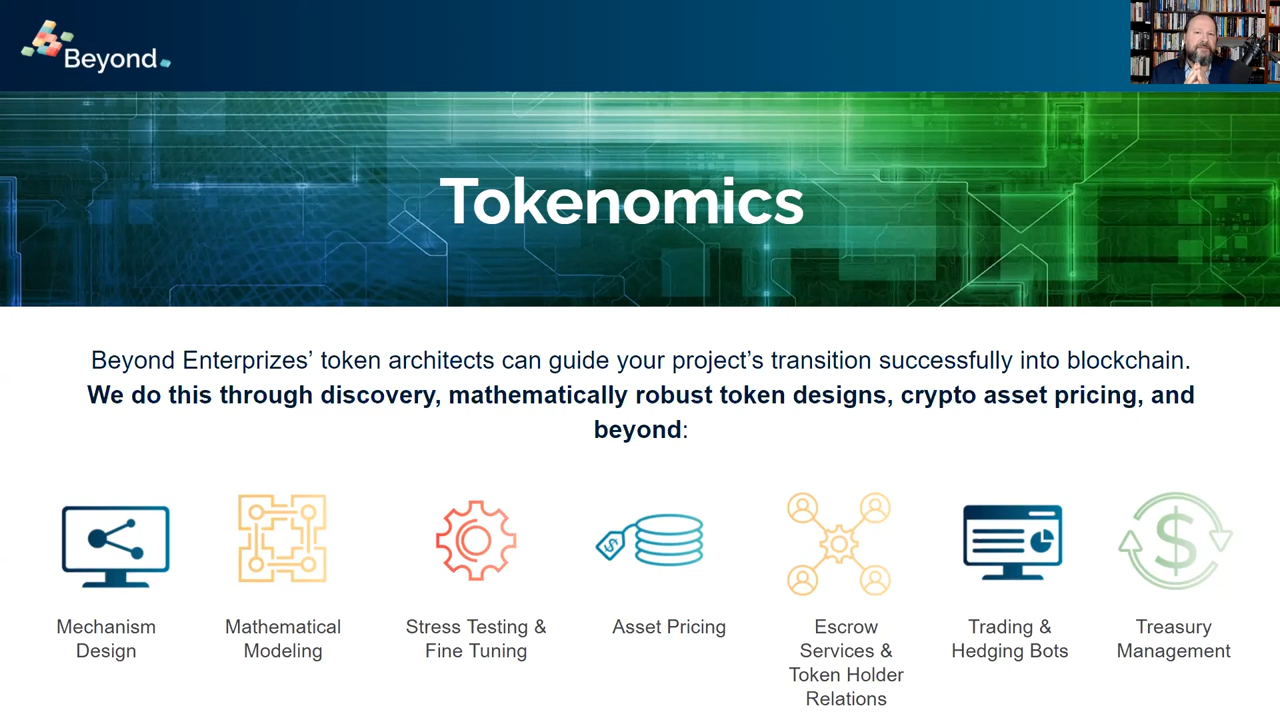 Beyond.
Tokenomics
Beyond Enterprizes’ token architects can guide your project’s transition successfully into blockchain.
We do this through discovery, mathematically robust token designs, crypto asset pricing, and
beyond:
Mechanism
Design
Mathematical
Modeling
Stress Testing &
Fine Tuning
Asset Pricing
Escrow
Services &
Token Holder
Relations
Trading &
Hedging Bots
Treasury
Management